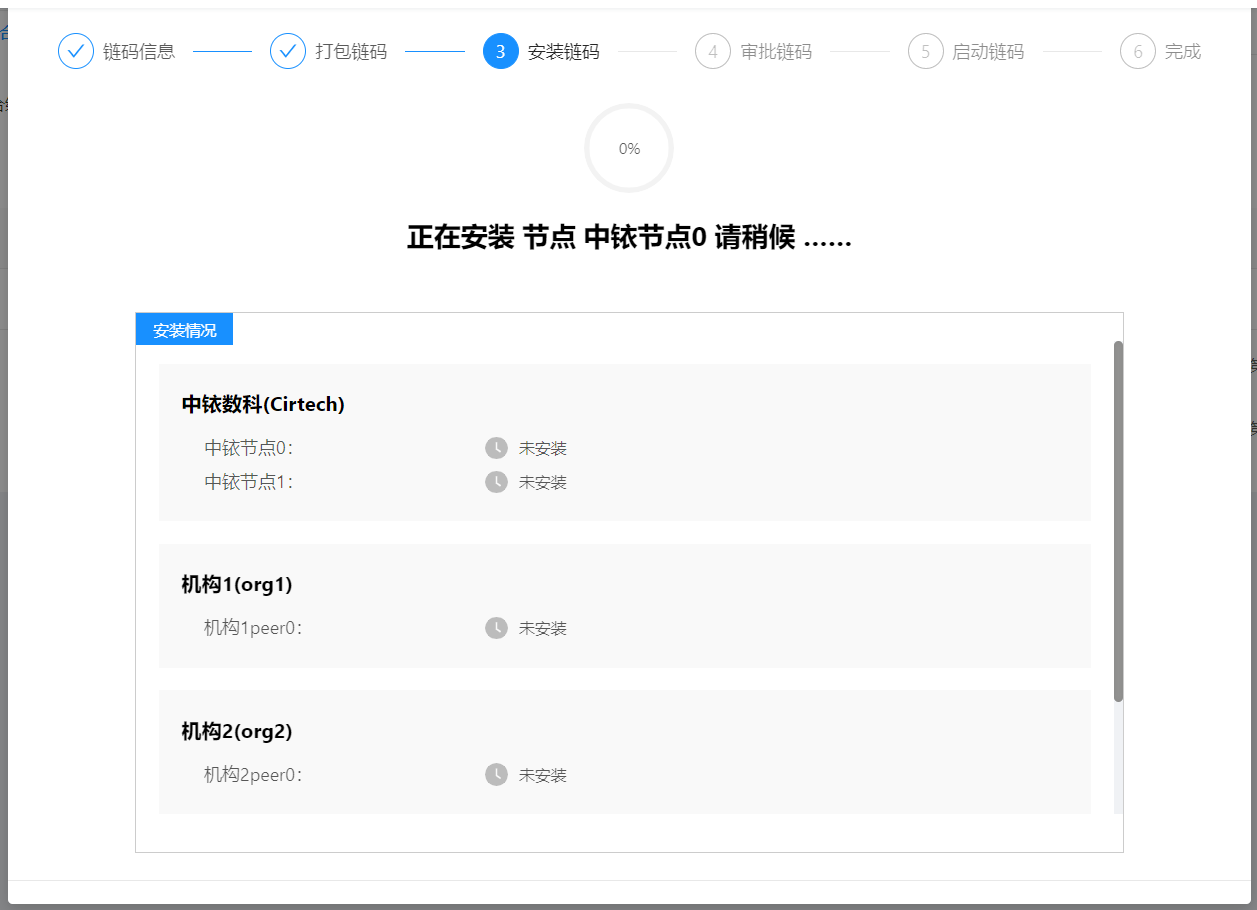 链码信息 打包链码 3 安装链码 4 审批链码 5 启动链码 6 完成
0%
正在安装 节点 中铱节点0 请稍候 ……
安装情况
中铱数科(Cirtech)
中铱节点0： 未安装
中铱节点1： 未安装
机构1(org1)
机构1peer0： 未安装
机构2(org2)
机构2peer0： 未安装